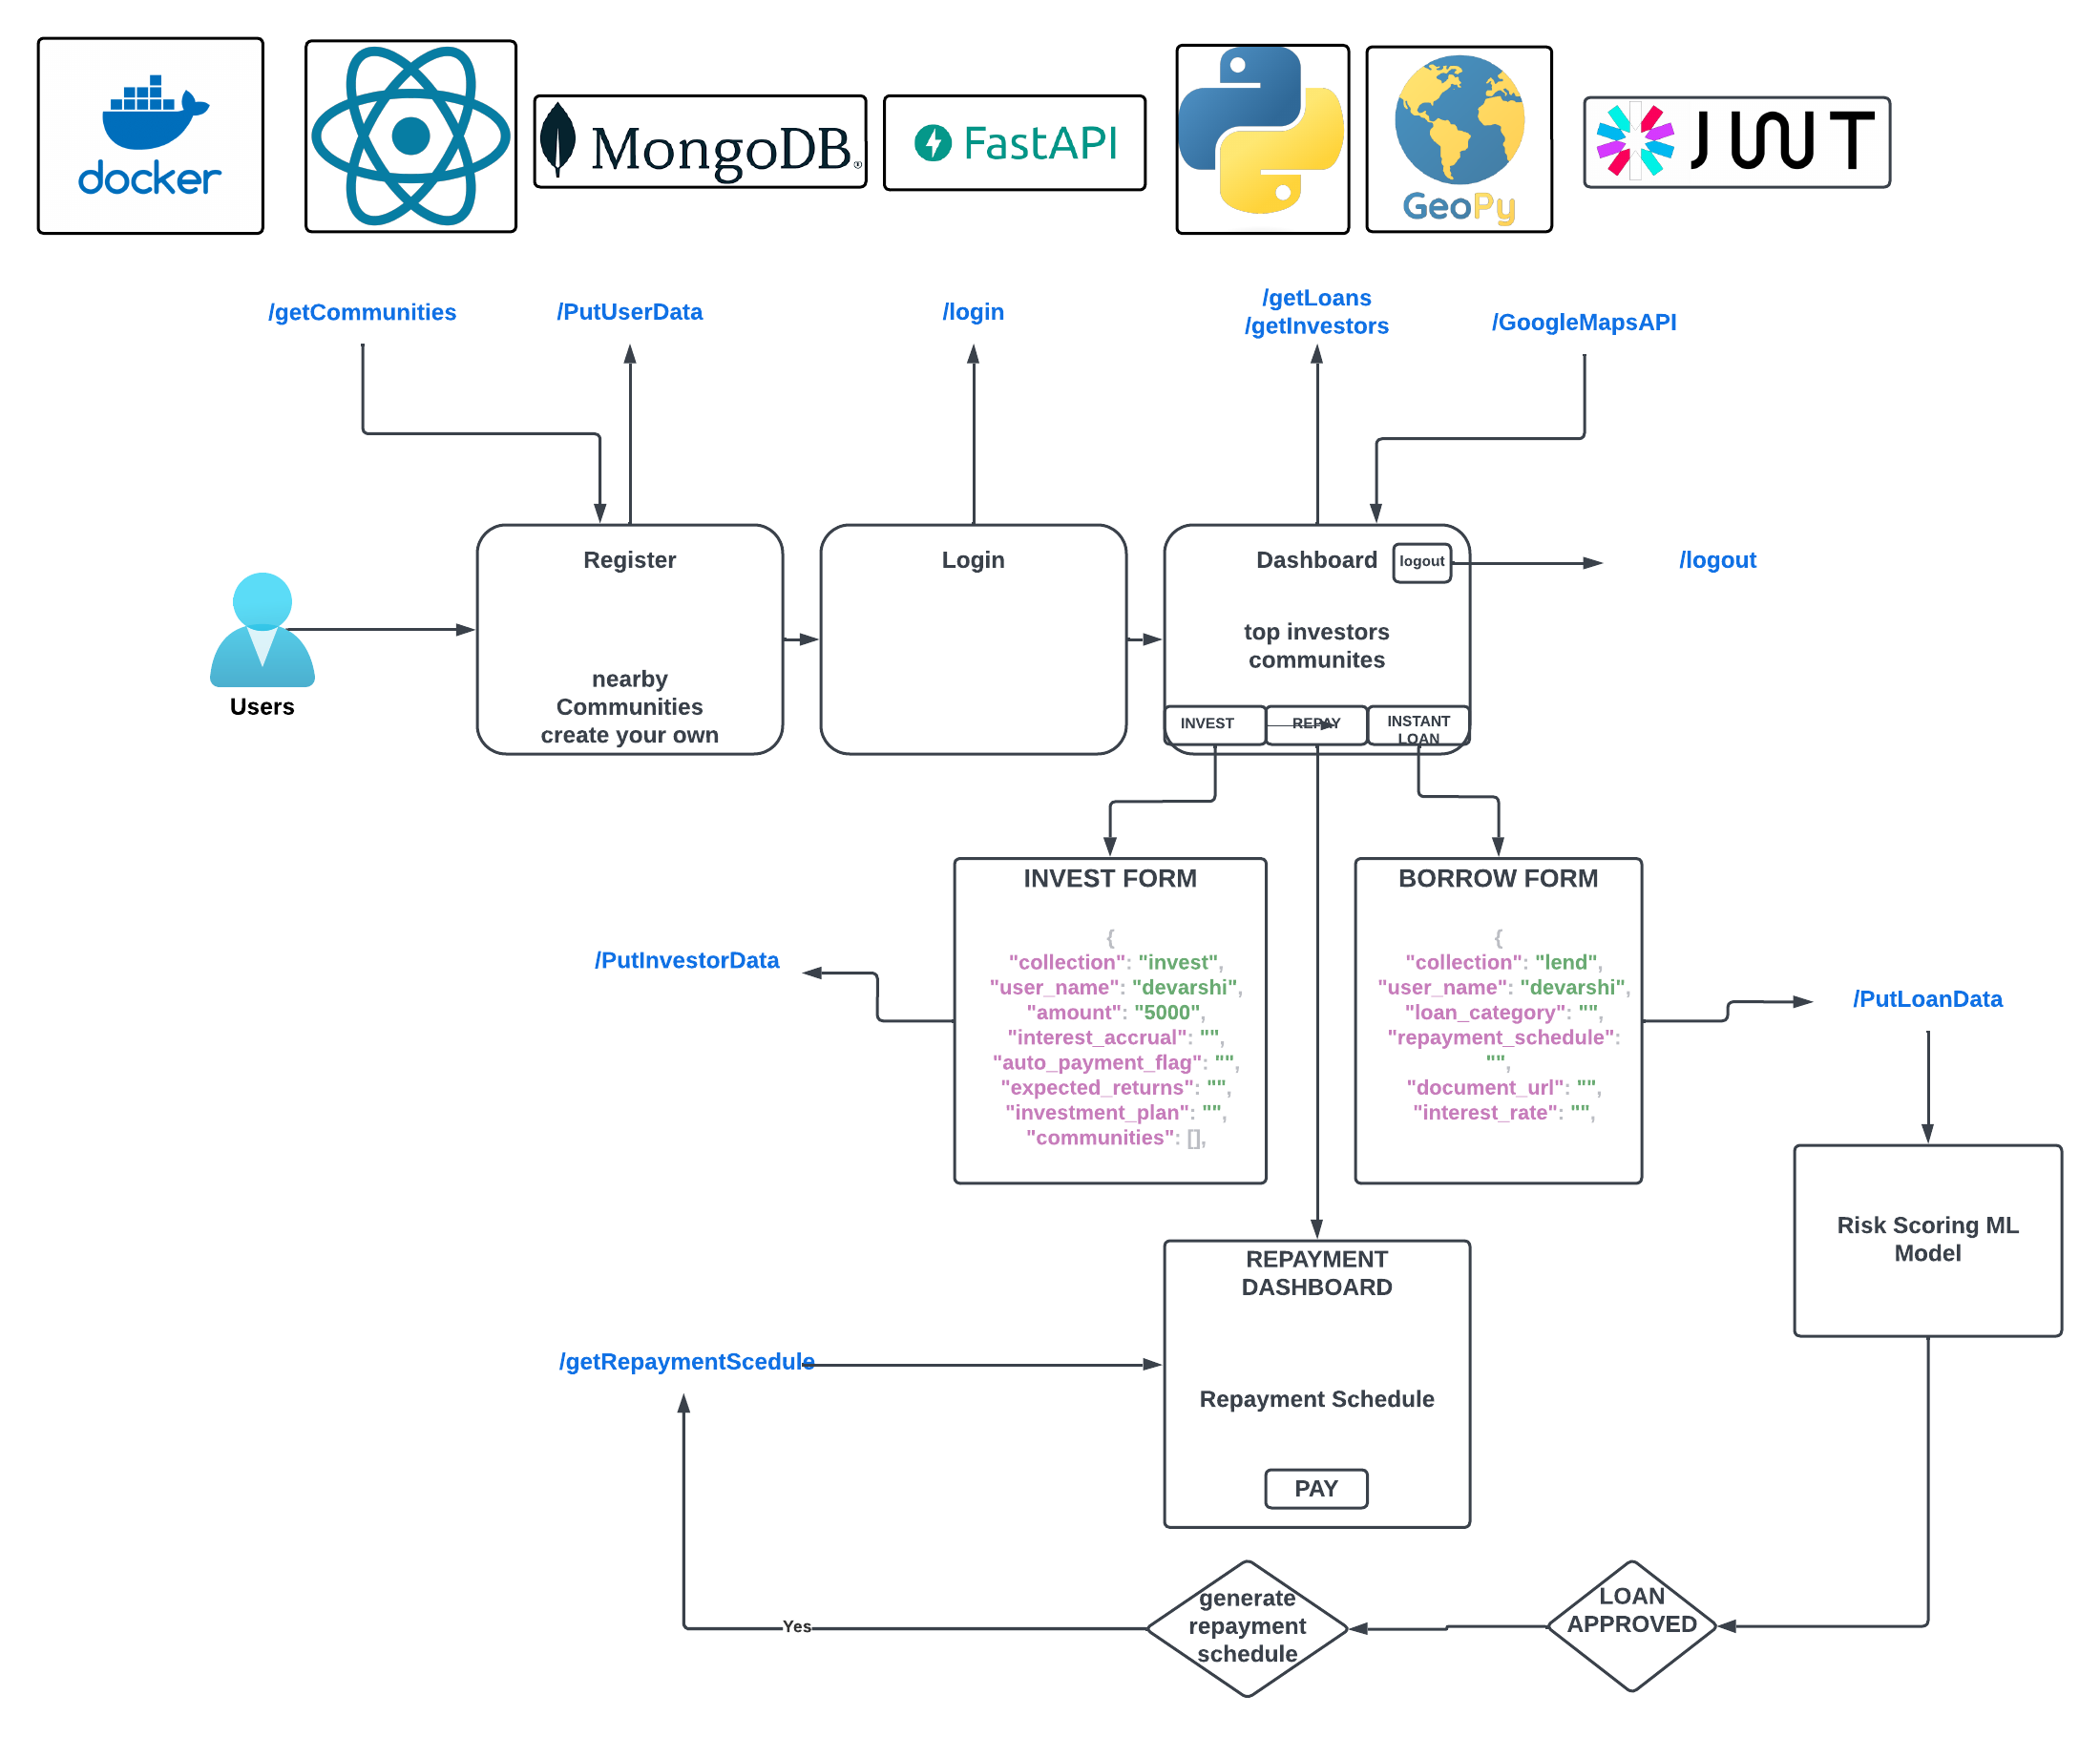 docker
MongoDB®
FastAPI
GeoPy
JWT
/getCommunities
/PutUserData
/login
/getLoans
/getInvestors
/GoogleMapsAPI
Register
nearby
Communities
create your own
Login
Dashboard
logout
top investors
communites
INVEST
REPAY
INSTANT
LOAN
/logout
Users
INVEST FORM
{
"collection": "invest",
"user_name": "devarshi",
"amount": "5000",
"interest_accrual": "",
"auto_payment_flag": "",
"expected_returns": "",
"investment_plan": "",
"communities": [],
BORROW FORM
{
"collection": "lend",
"user_name": "devarshi",
"loan_category": "",
"repayment_schedule":
"",
"document_url": "",
"interest_rate": "",
/PutInvestorData
/PutLoanData
Risk Scoring ML
Model
REPAYMENT
DASHBOARD
Repayment Schedule
PAY
/getRepaymentScedule
Yes
generate
repayment
schedule
LOAN
APPROVED